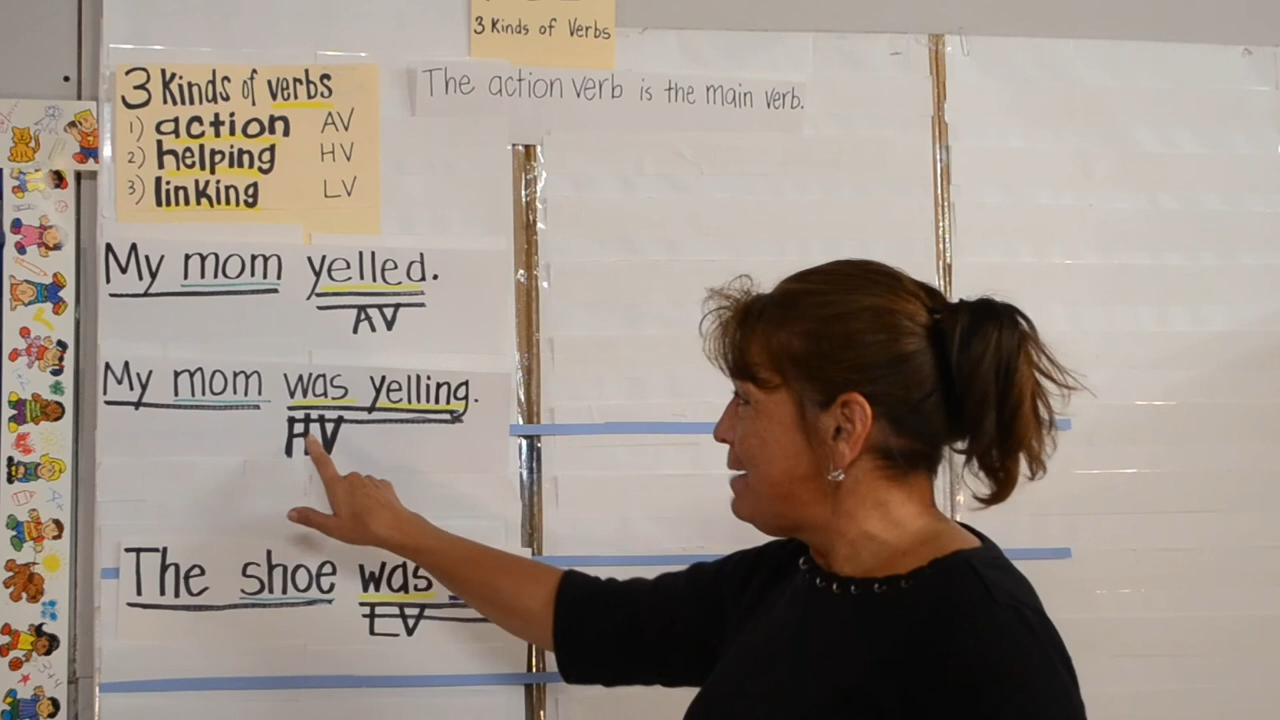 3 Kinds of Verbs
3 Kinds of verbs
1) action AV
2) helping HV
3) linking LV
The action verb is the main verb.
My mom yelled.
AV
My mom was yelling.
HV
The shoe was
LV